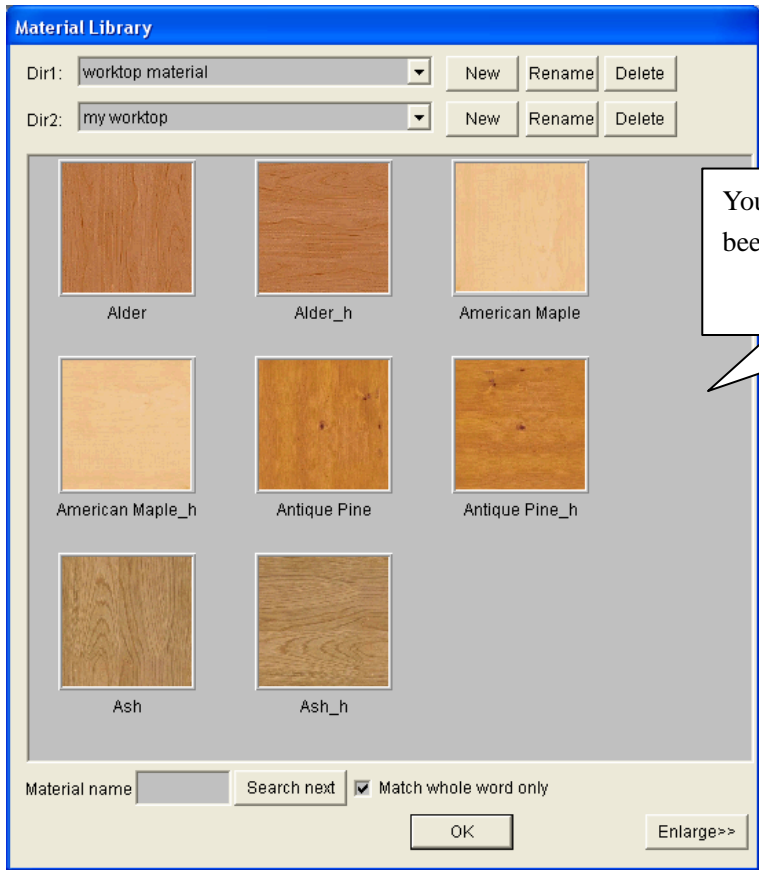 Material Library
Dir1: worktop material New Rename Delete
Dir2: my worktop New Rename Delete
Alder Alder_h American Maple
American Maple_h Antique Pine Antique Pine_h
Ash Ash_h
Material name Search next Match whole word only
OK Enlarge>>